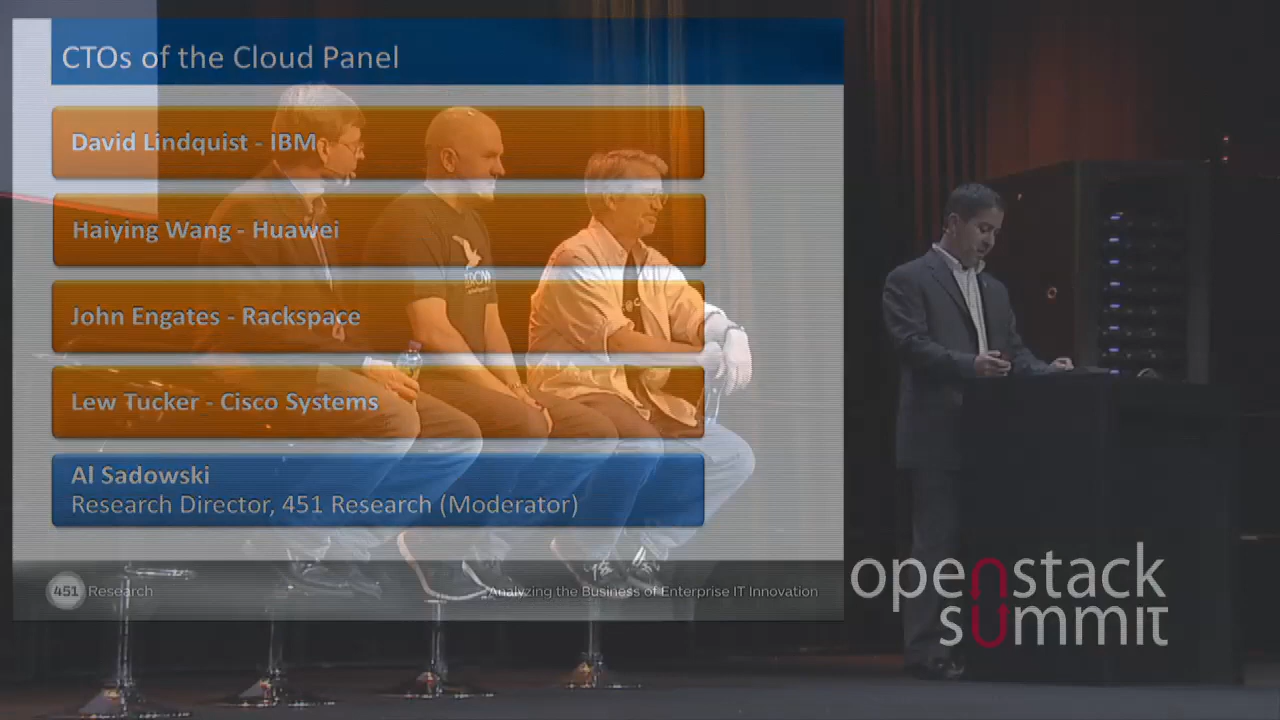 CTOs of the Cloud Panel
David Lindquist - IBM
Haiying Wang - Huawei
John Engates - Rackspace
Lew Tucker - Cisco Systems
Al Sadowski
Research Director, 451 Research (Moderator)
451 Research
Analyzing the Business of Enterprise IT Innovation
openstack
summit